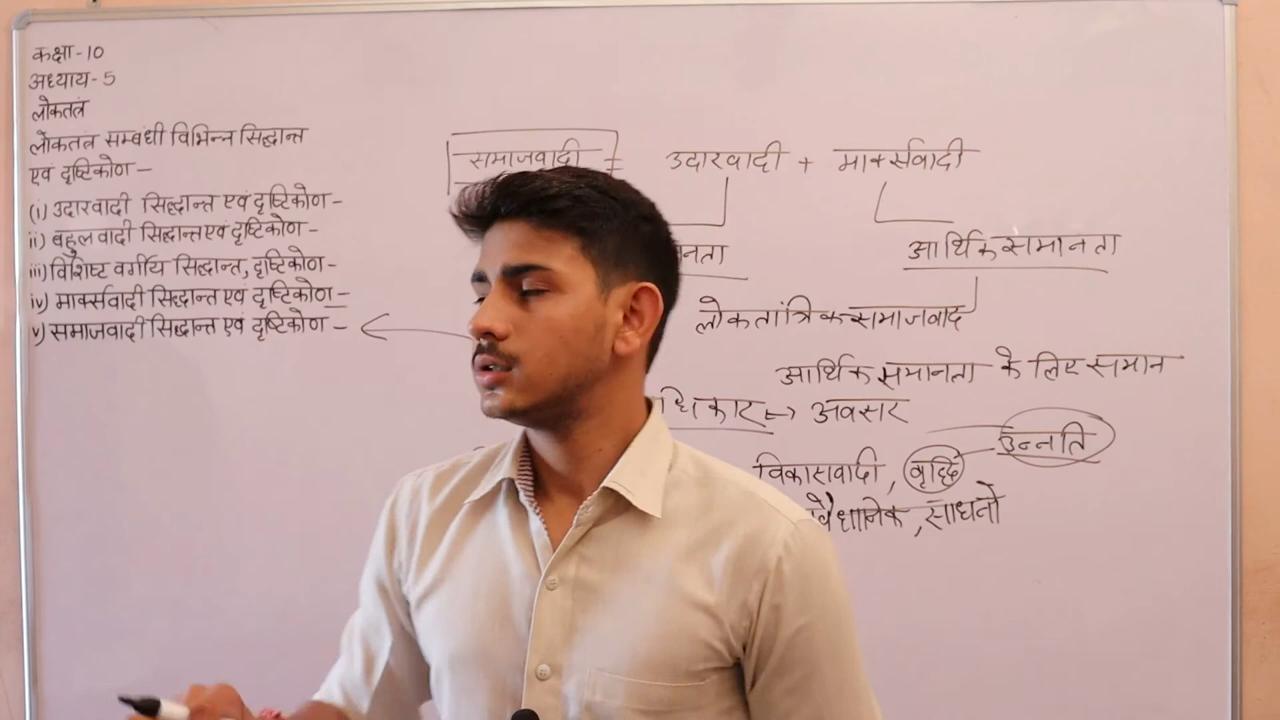 कक्षा-10
अध्याय-5
लोकतंत्र
लोकतंत्र सम्बंधी विभिन्न सिद्धान्त
एवं दृष्टिकोण-
(i) उदारवादी सिद्धान्त एवं दृष्टिकोण-
ii) बहुलवादी सिद्धान्त एवं दृष्टिकोण-
iii) विशिष्ट वर्गीय सिद्धान्त, दृष्टिकोण-
iv) मार्क्सवादी सिद्धान्त एवं दृष्टिकोण-
v) समाजवादी सिद्धान्त एवं दृष्टिकोण-
समाजवादी = उदारवादी + मार्क्सवादी
नता आर्थिक समानता
लोकतांत्रिक समाजवाद
आर्थिक समानता के लिए समान
धिकार → अवसर
उन्नति
विकासवादी, वृद्धि
वैधानिक, साधनों